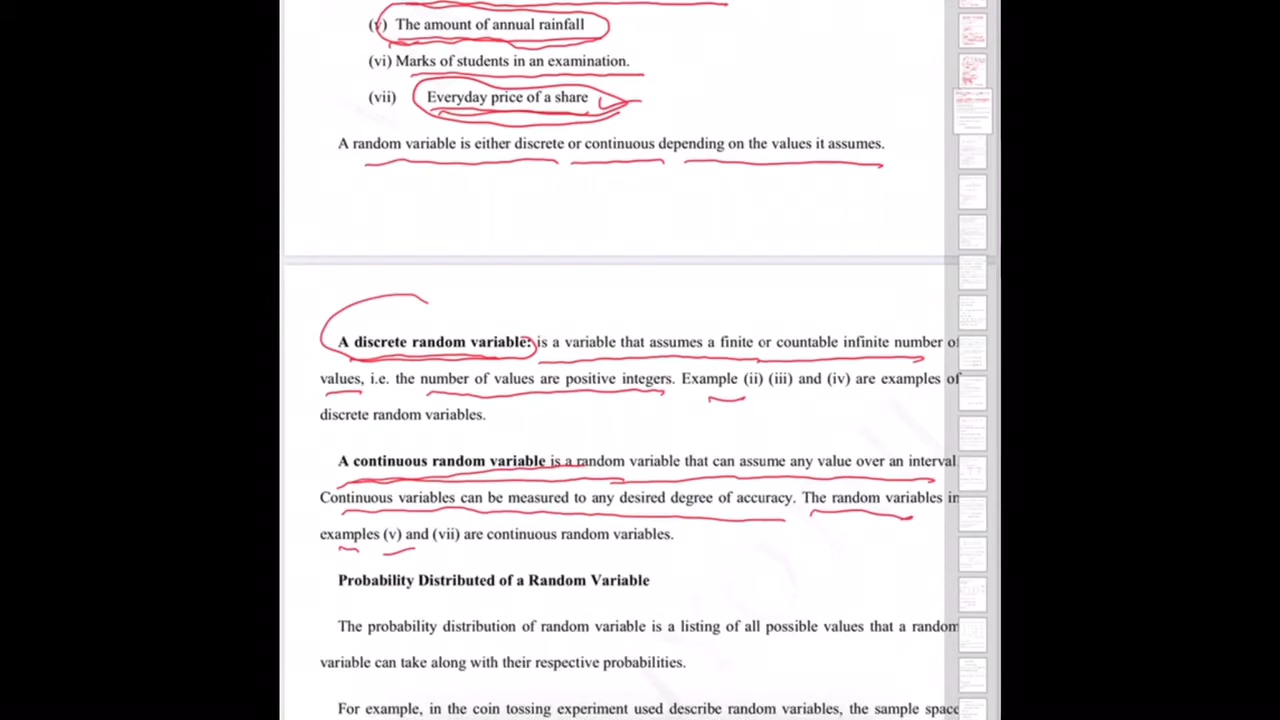 (v) The amount of annual rainfall
(vi) Marks of students in an examination.
(vii) Everyday price of a share
A random variable is either discrete or continuous depending on the values it assumes.
A discrete random variable: is a variable that assumes a finite or countable infinite number of
values, i.e. the number of values are positive integers. Example (ii) (iii) and (iv) are examples of
discrete random variables.
A continuous random variable is a random variable that can assume any value over an interval
Continuous variables can be measured to any desired degree of accuracy. The random variables in
examples (v) and (vii) are continuous random variables.
Probability Distributed of a Random Variable
The probability distribution of random variable is a listing of all possible values that a random
variable can take along with their respective probabilities.
For example, in the coin tossing experiment used describe random variables, the sample space